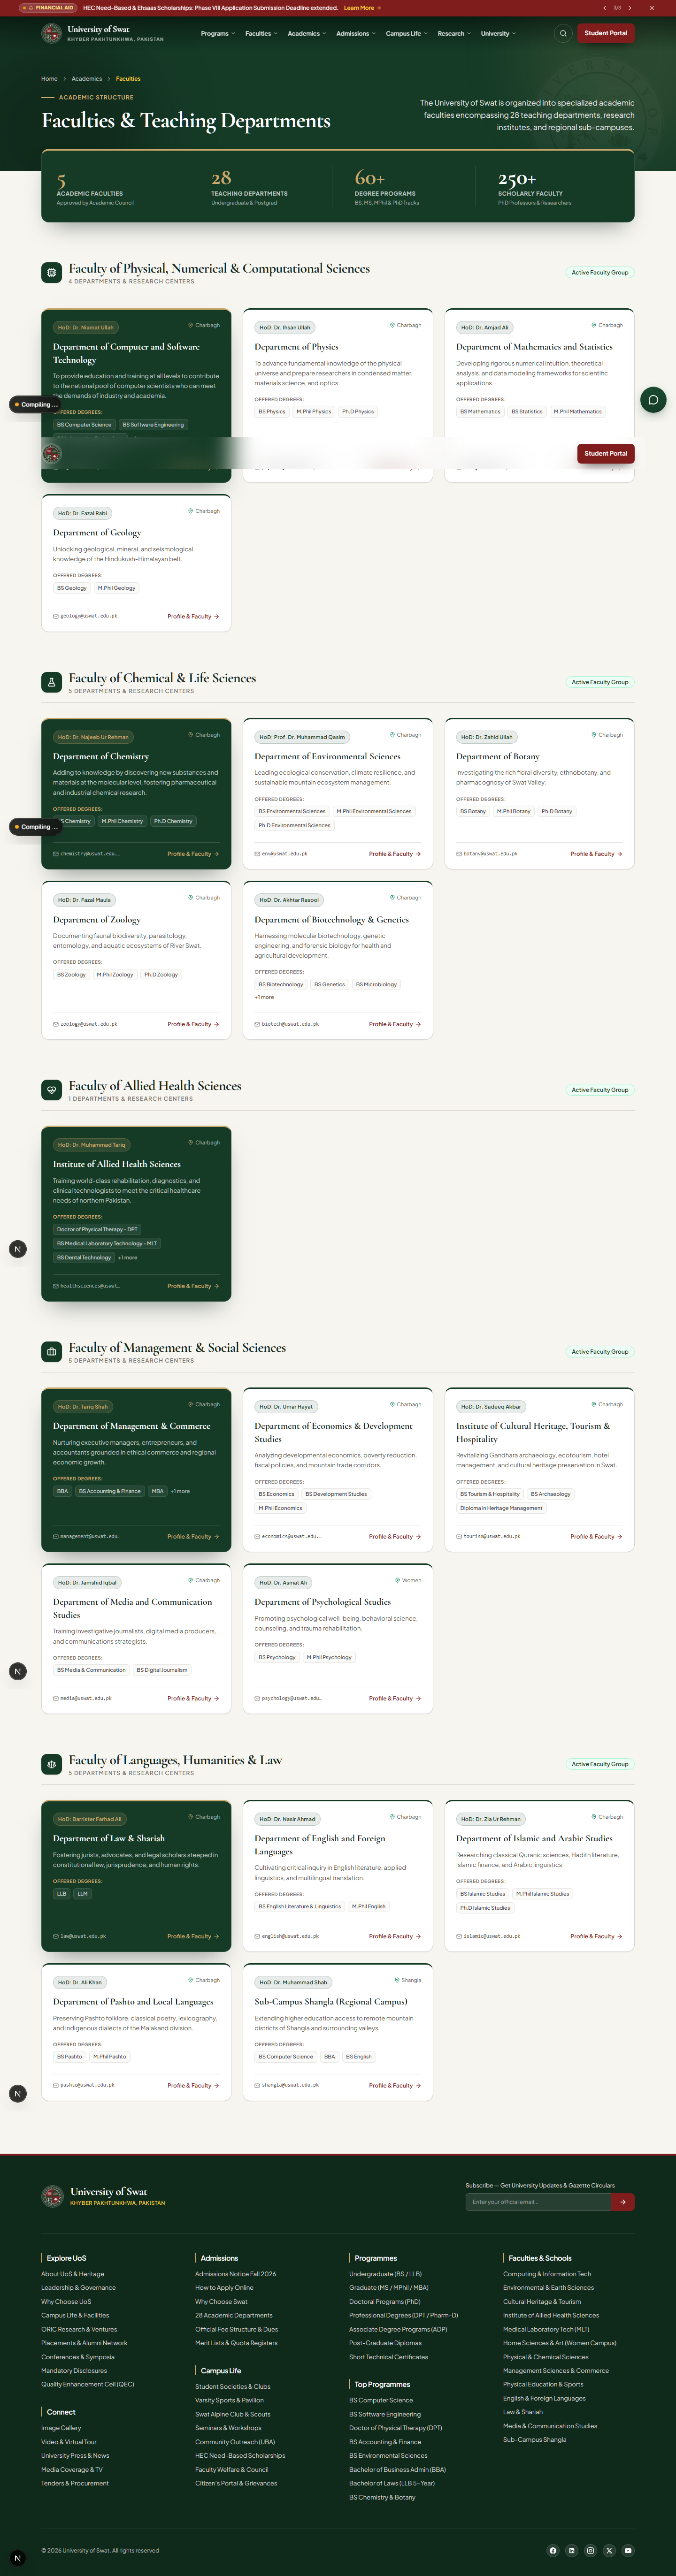 FINANCIAL AID
HEC Need-Based & Ehsaas Scholarships: Phase VIII Application Submission Deadline extended. Learn More →
3/3
University of Swat
KHYBER PAKHTUNKHWA, PAKISTAN
Programs Faculties Academics Admissions Campus Life Research University
Student Portal
Home > Academics > Faculties
ACADEMIC STRUCTURE
Faculties & Teaching Departments
The University of Swat is organized into specialized academic
faculties encompassing 28 teaching departments, research
institutes, and regional sub-campuses.
5
ACADEMIC FACULTIES
Approved by Academic Council
28
TEACHING DEPARTMENTS
Undergraduate & Postgrad
60+
DEGREE PROGRAMS
BS, MS, MPhil & PhD Tracks
250+
SCHOLARLY FACULTY
PhD Professors & Researchers
Faculty of Physical, Numerical & Computational Sciences
4 DEPARTMENTS & RESEARCH CENTERS
Active Faculty Group
HoD: Dr. Niamat Ullah
Charbagh
Department of Computer and Software
Technology
To provide education and training at all levels to contribute
to the national pool of computer scientists who can meet
the demands of industry and academia.
OFFERED DEGREES:
BS Computer Science
BS Software Engineering
Compiling ...
HoD: Dr. Ihsan Ullah
Charbagh
Department of Physics
To advance fundamental knowledge of the physical
universe and prepare researchers in condensed matter,
materials science, and optics.
OFFERED DEGREES:
BS Physics
M.Phil Physics
Ph.D Physics
HoD: Dr. Amjad Ali
Charbagh
Department of Mathematics and Statistics
Developing rigorous numerical intuition, theoretical
analysis, and data modeling frameworks for scientific
applications.
OFFERED DEGREES:
BS Mathematics
BS Statistics
M.Phil Mathematics
Student Portal
HoD: Dr. Fazal Rabi
Charbagh
Department of Geology
Unlocking geological, mineral, and seismological
knowledge of the Hindukush-Himalayan belt.
OFFERED DEGREES:
BS Geology
M.Phil Geology
geology@uswat.edu.pk
Profile & Faculty →
Faculty of Chemical & Life Sciences
5 DEPARTMENTS & RESEARCH CENTERS
Active Faculty Group
HoD: Dr. Najeeb Ur Rehman
Charbagh
Department of Chemistry
Adding to knowledge by discovering new substances and
materials at the molecular level, fostering pharmaceutical
and industrial chemical research.
OFFERED DEGREES:
BS Chemistry
M.Phil Chemistry
Ph.D Chemistry
Compiling ...
chemistry@uswat.edu...
Profile & Faculty →
HoD: Prof. Dr. Muhammad Qasim
Charbagh
Department of Environmental Sciences
Leading ecological conservation, climate resilience, and
sustainable mountain ecosystem management.
OFFERED DEGREES:
BS Environmental Sciences
M.Phil Environmental Sciences
Ph.D Environmental Sciences
env@uswat.edu.pk
Profile & Faculty →
HoD: Dr. Zahid Ullah
Charbagh
Department of Botany
Investigating the rich floral diversity, ethnobotany, and
pharmacognosy of Swat Valley.
OFFERED DEGREES:
BS Botany
M.Phil Botany
Ph.D Botany
botany@uswat.edu.pk
Profile & Faculty →
HoD: Dr. Fazal Maula
Charbagh
Department of Zoology
Documenting faunal biodiversity, parasitology,
entomology, and aquatic ecosystems of River Swat.
OFFERED DEGREES:
BS Zoology
M.Phil Zoology
Ph.D Zoology
zoology@uswat.edu.pk
Profile & Faculty →
HoD: Dr. Akhtar Rasool
Charbagh
Department of Biotechnology & Genetics
Harnessing molecular biotechnology, genetic
engineering, and forensic biology for health and
agricultural development.
OFFERED DEGREES:
BS Biotechnology
BS Genetics
BS Microbiology
+1 more
biotech@uswat.edu.pk
Profile & Faculty →
Faculty of Allied Health Sciences
1 DEPARTMENTS & RESEARCH CENTERS
Active Faculty Group
HoD: Dr. Muhammad Tariq
Charbagh
Institute of Allied Health Sciences
Training world-class rehabilitation, diagnostics, and
clinical technologists to meet the critical healthcare
needs of northern Pakistan.
OFFERED DEGREES:
Doctor of Physical Therapy - DPT
BS Medical Laboratory Technology - MLT
BS Dental Technology
+1 more
healthsciences@uswat…
Profile & Faculty →
Faculty of Management & Social Sciences
5 DEPARTMENTS & RESEARCH CENTERS
Active Faculty Group
HoD: Dr. Tariq Shah
Charbagh
Department of Management & Commerce
Nurturing executive managers, entrepreneurs, and
accountants grounded in ethical commerce and regional
economic growth.
OFFERED DEGREES:
BBA
BS Accounting & Finance
MBA
+1 more
management@uswat.edu…
Profile & Faculty →
HoD: Dr. Umar Hayat
Charbagh
Department of Economics & Development
Studies
Analyzing developmental economics, poverty reduction,
fiscal policies, and mountain trade corridors.
OFFERED DEGREES:
BS Economics
BS Development Studies
M.Phil Economics
economics@uswat.edu...
Profile & Faculty →
HoD: Dr. Sadeeq Akbar
Charbagh
Institute of Cultural Heritage, Tourism &
Hospitality
Revitalizing Gandhara archaeology, ecotourism, hotel
management, and cultural heritage preservation in Swat.
OFFERED DEGREES:
BS Tourism & Hospitality
BS Archaeology
Diploma in Heritage Management
tourism@uswat.edu.pk
Profile & Faculty →
HoD: Dr. Jamshid Iqbal
Charbagh
Department of Media and Communication
Studies
Training investigative journalists, digital media producers,
and communications strategists.
OFFERED DEGREES:
BS Media & Communication
BS Digital Journalism
media@uswat.edu.pk
Profile & Faculty →
HoD: Dr. Asmat Ali
Women
Department of Psychological Studies
Promoting psychological well-being, behavioral science,
counseling, and trauma rehabilitation.
OFFERED DEGREES:
BS Psychology
M.Phil Psychology
psychology@uswat.edu…
Profile & Faculty →
Faculty of Languages, Humanities & Law
5 DEPARTMENTS & RESEARCH CENTERS
Active Faculty Group
HoD: Barrister Farhad Ali
Charbagh
Department of Law & Shariah
Fostering jurists, advocates, and legal scholars steeped in
constitutional law, jurisprudence, and human rights.
OFFERED DEGREES:
LLB
LLM
law@uswat.edu.pk
Profile & Faculty →
HoD: Dr. Nasir Ahmad
Charbagh
Department of English and Foreign
Languages
Cultivating critical inquiry in English literature, applied
linguistics, and multilingual translation.
OFFERED DEGREES:
BS English Literature & Linguistics
M.Phil English
english@uswat.edu.pk
Profile & Faculty →
HoD: Dr. Zia Ur Rehman
Charbagh
Department of Islamic and Arabic Studies
Researching classical Quranic sciences, Hadith literature,
Islamic finance, and Arabic linguistics.
OFFERED DEGREES:
BS Islamic Studies
M.Phil Islamic Studies
Ph.D Islamic Studies
islamic@uswat.edu.pk
Profile & Faculty →
HoD: Dr. Ali Khan
Charbagh
Department of Pashto and Local Languages
Preserving Pashto folklore, classical poetry, lexicography,
and indigenous dialects of the Malakand division.
OFFERED DEGREES:
BS Pashto
M.Phil Pashto
pashto@uswat.edu.pk
Profile & Faculty →
HoD: Dr. Muhammad Shah
Shangla
Sub-Campus Shangla (Regional Campus)
Extending higher education access to remote mountain
districts of Shangla and surrounding valleys.
OFFERED DEGREES:
BS Computer Science
BBA
BS English
shangla@uswat.edu.pk
Profile & Faculty →
University of Swat
KHYBER PAKHTUNKHWA, PAKISTAN
Subscribe — Get University Updates & Gazette Circulars
Enter your official email...
Explore UoS
About UoS & Heritage
Leadership & Governance
Why Choose UoS
Campus Life & Facilities
ORIC Research & Ventures
Placements & Alumni Network
Conferences & Symposia
Mandatory Disclosures
Quality Enhancement Cell (QEC)
Connect
Image Gallery
Video & Virtual Tour
University Press & News
Media Coverage & TV
Tenders & Procurement
Admissions
Admissions Notice Fall 2026
How to Apply Online
Why Choose Swat
28 Academic Departments
Official Fee Structure & Dues
Merit Lists & Quota Registers
Campus Life
Student Societies & Clubs
Varsity Sports & Pavilion
Swat Alpine Club & Scouts
Seminars & Workshops
Community Outreach (UBA)
HEC Need-Based Scholarships
Faculty Welfare & Council
Citizen's Portal & Grievances
Programmes
Undergraduate (BS / LLB)
Graduate (MS / MPhil / MBA)
Doctoral Programs (PhD)
Professional Degrees (DPT / Pharm-D)
Associate Degree Programs (ADP)
Post-Graduate Diplomas
Short Technical Certificates
Top Programmes
BS Computer Science
BS Software Engineering
Doctor of Physical Therapy (DPT)
BS Accounting & Finance
BS Environmental Sciences
Bachelor of Business Admin (BBA)
Bachelor of Laws (LLB 5-Year)
BS Chemistry & Botany
Faculties & Schools
Computing & Information Tech
Environmental & Earth Sciences
Cultural Heritage & Tourism
Institute of Allied Health Sciences
Medical Laboratory Tech (MLT)
Home Sciences & Art (Women Campus)
Physical & Chemical Sciences
Management Sciences & Commerce
Physical Education & Sports
English & Foreign Languages
Law & Shariah
Media & Communication Studies
Sub-Campus Shangla
© 2026 University of Swat. All rights reserved